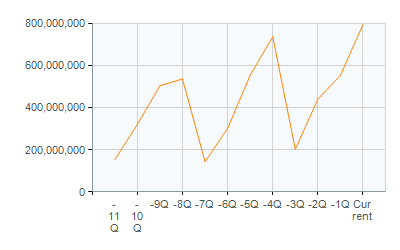 800,000,000
600,000,000
400,000,000
200,000,000
0
-
11
Q
-
10
Q
-9Q
-8Q
-7Q
-6Q
-5Q
-4Q
-3Q
-2Q
-1Q
Cur
rent